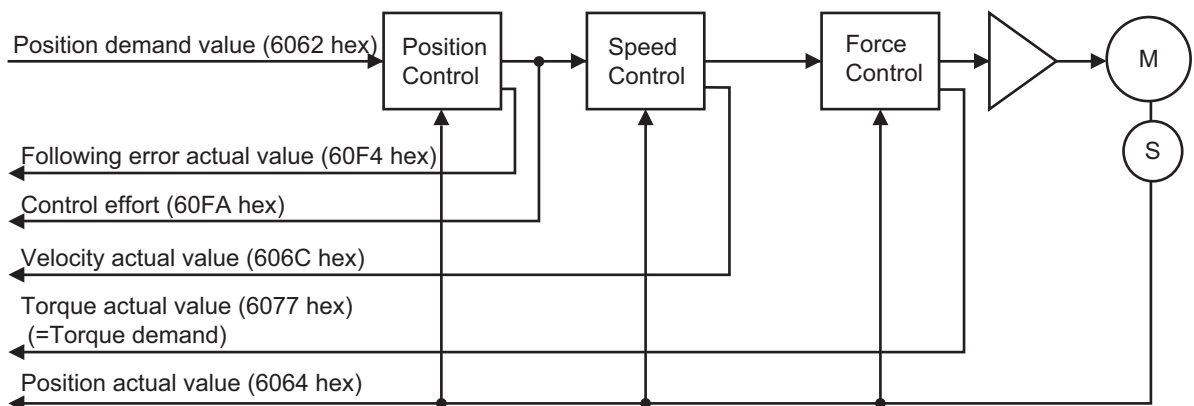 Position demand value (6062 hex)
Position
Control
Speed
Control
Force
Control
M
S
Following error actual value (60F4 hex)
Control effort (60FA hex)
Velocity actual value (606C hex)
Torque actual value (6077 hex)
(=Torque demand)
Position actual value (6064 hex)